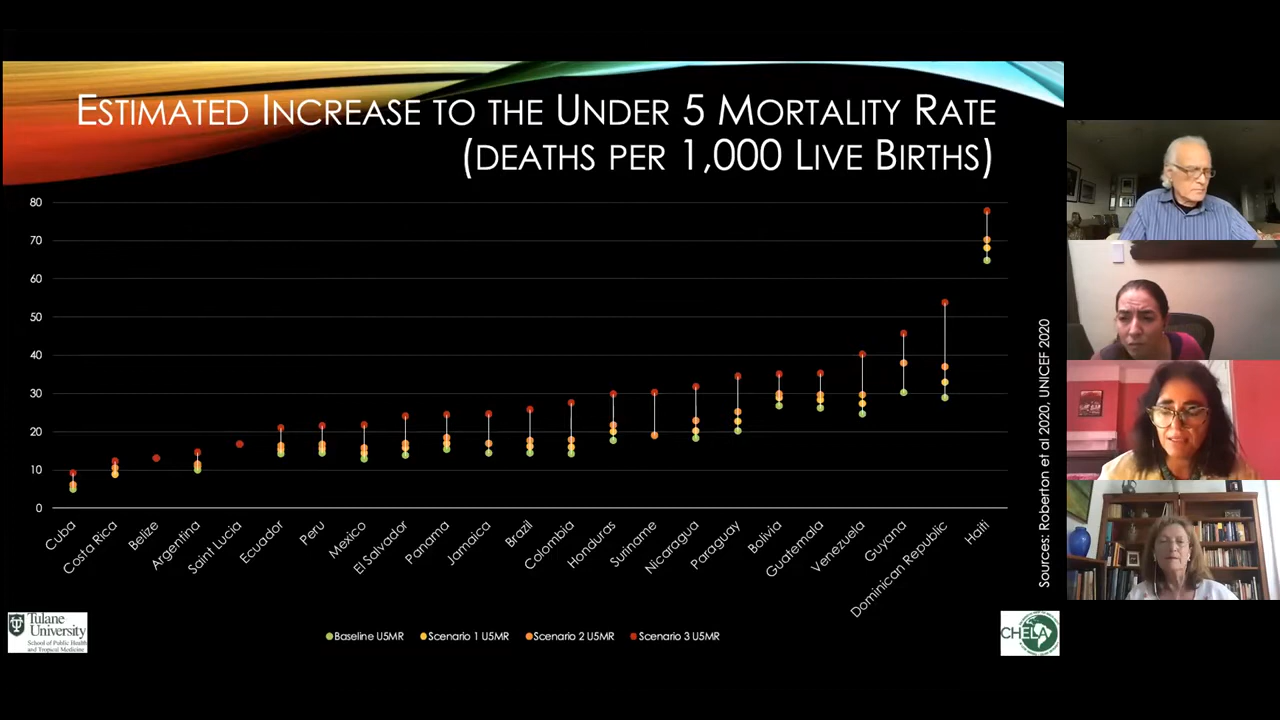 ESTIMATED INCREASE TO THE UNDER 5 MORTALITY RATE
(DEATHS PER 1,000 LIVE BIRTHS)
80
70
60
50
40
30
20
10
0
Cuba
Costa Rica
Belize
Argentina
Saint Lucia
Ecuador
Peru
Mexico
El Salvador
Panama
Jamaica
Brazil
Colombia
Honduras
Suriname
Nicaragua
Paraguay
Bolivia
Guatemala
Venezuela
Guyana
Dominican Republic
Haiti
Sources: Roberton et al 2020, UNICEF 2020
Baseline U5MR Scenario 1 U5MR Scenario 2 U5MR Scenario 3 U5MR
Tulane
University
School of Public Health
and Tropical Medicine
CHELA